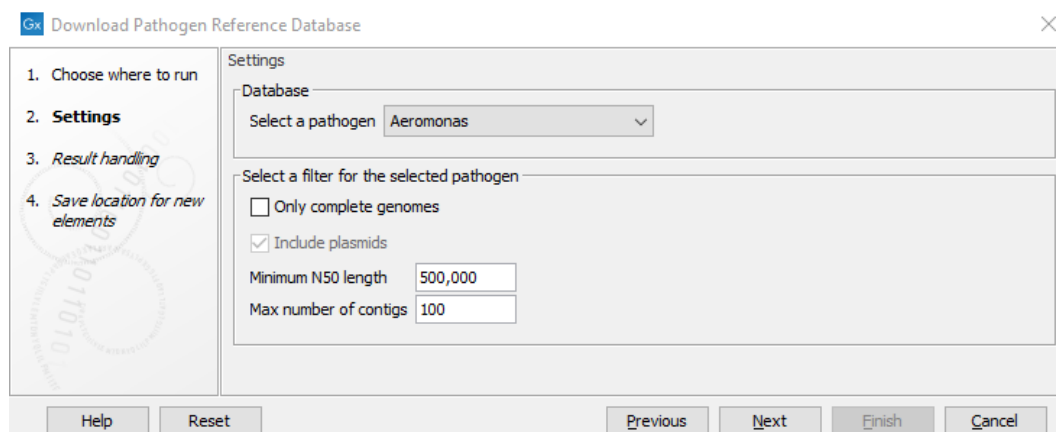 Gx Download Pathogen Reference Database
1. Choose where to run
2. Settings
3. Result handling
4. Save location for new
elements
Settings
Database
Select a pathogen Aeromonas
Select a filter for the selected pathogen
Only complete genomes
Include plasmids
Minimum N50 length 500,000
Max number of contigs 100
Help Reset Previous Next Finish Cancel